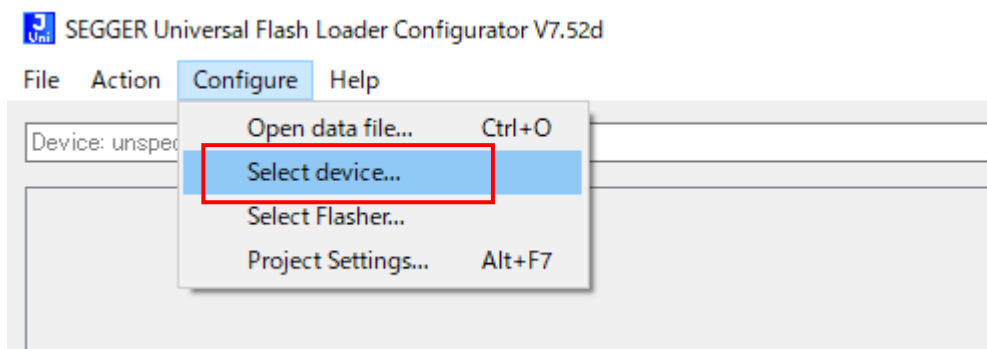 J
Uni
SEGGER Universal Flash Loader Configurator V7.52d
File Action Configure Help
Device: unspec
Open data file... Ctrl+O
Select device...
Select Flasher...
Project Settings... Alt+F7